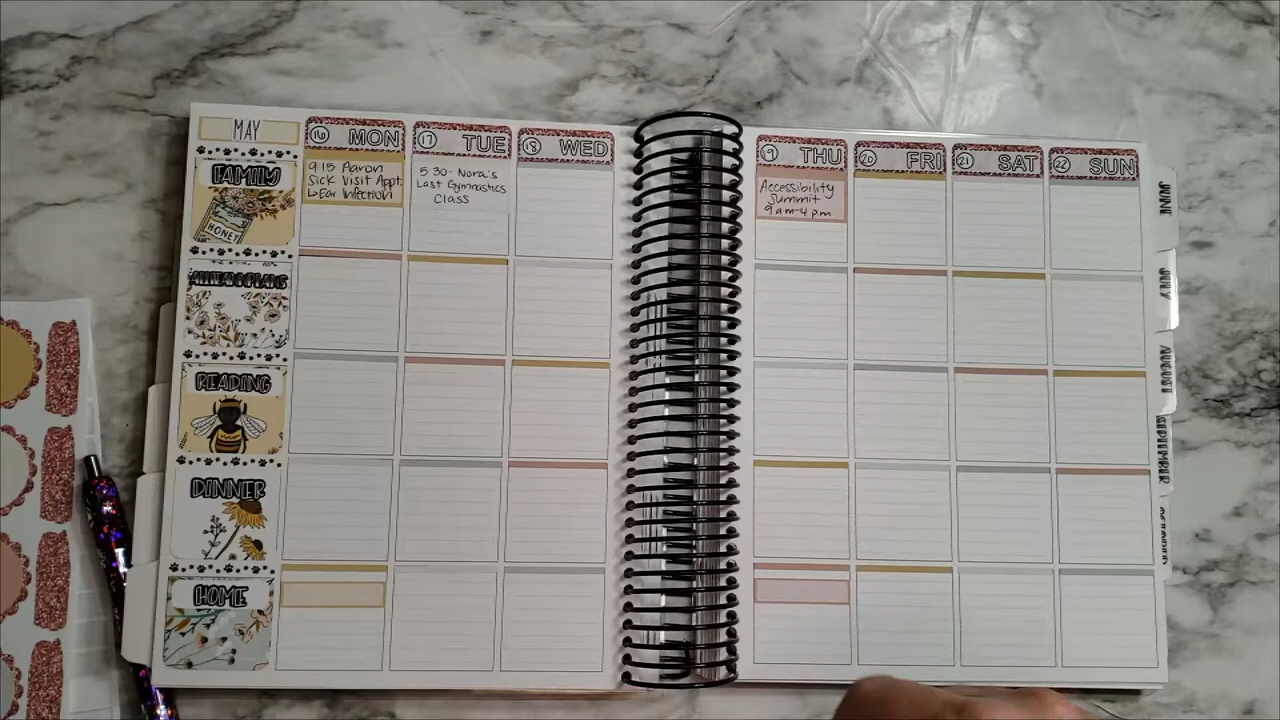 MAY
16 MON
17 TUE
18 WED
19 THU
20 FRI
21 SAT
22 SUN
FAMILY
HONEY
9:15 Aaron
Sick Visit Appt.
↳Ear Infection
5:30- Nora's
Last Gymnastics
Class
Accessibility
Summit
9am-4pm
READING
DINNER
HOME
JUNE
JULY
AUGUST
SEPTEMBER
OCTOBER